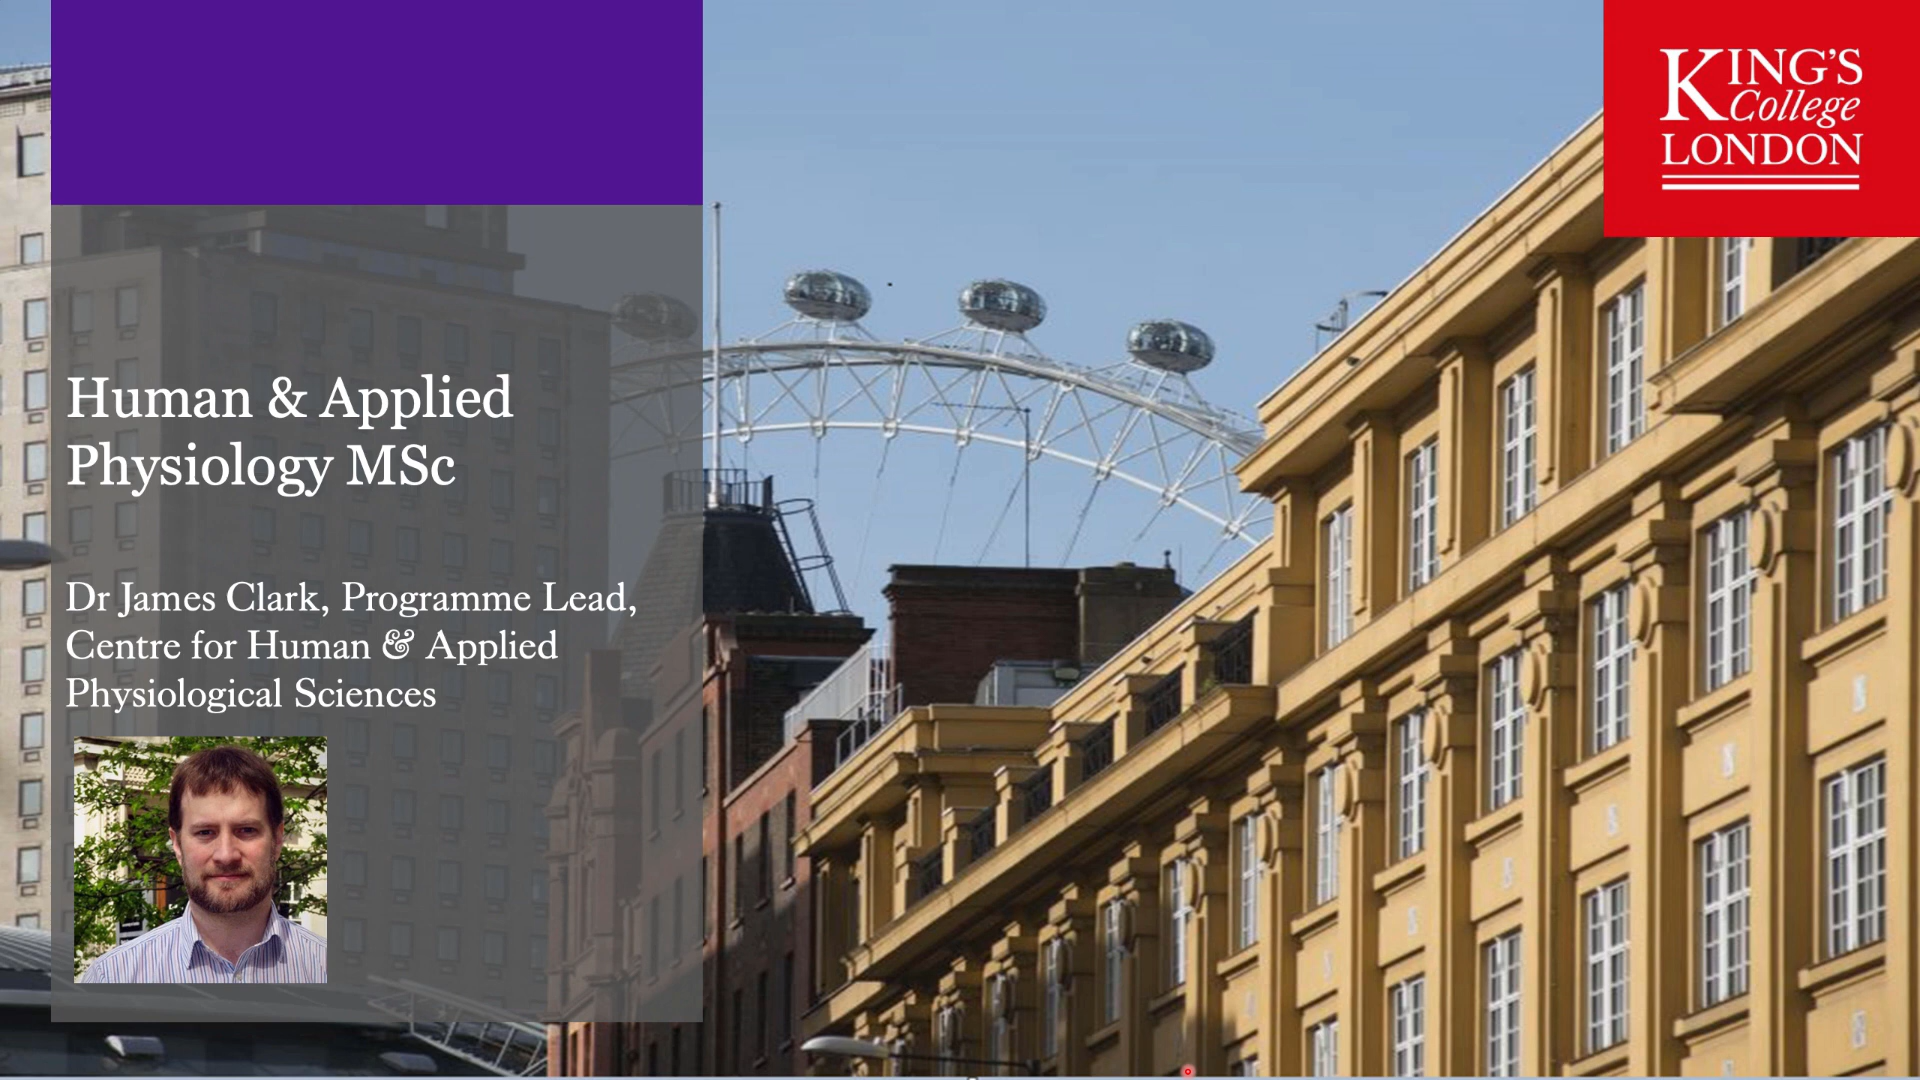 KING'S
College
LONDON
Human & Applied
Physiology MSc
Dr James Clark, Programme Lead,
Centre for Human & Applied
Physiological Sciences